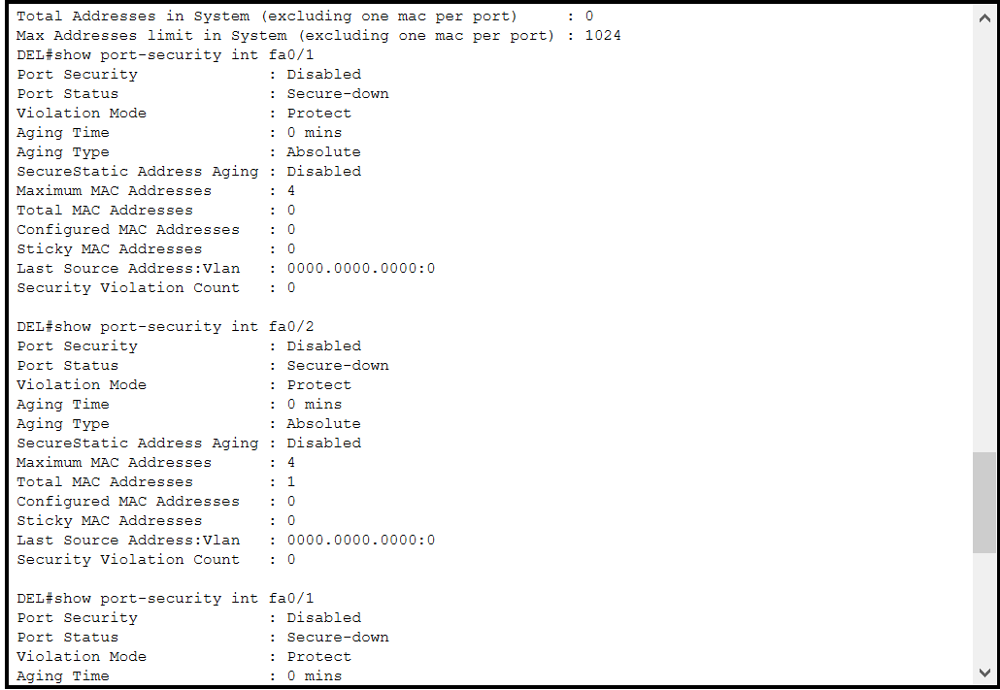 Total Addresses in System (excluding one mac per port)     : 0
Max Addresses limit in System (excluding one mac per port) : 1024
DEL#show port-security int fa0/1
Port Security              : Disabled
Port Status                : Secure-down
Violation Mode             : Protect
Aging Time                 : 0 mins
Aging Type                 : Absolute
SecureStatic Address Aging : Disabled
Maximum MAC Addresses      : 4
Total MAC Addresses        : 0
Configured MAC Addresses   : 0
Sticky MAC Addresses       : 0
Last Source Address:Vlan   : 0000.0000.0000:0
Security Violation Count   : 0

DEL#show port-security int fa0/2
Port Security              : Disabled
Port Status                : Secure-down
Violation Mode             : Protect
Aging Time                 : 0 mins
Aging Type                 : Absolute
SecureStatic Address Aging : Disabled
Maximum MAC Addresses      : 4
Total MAC Addresses        : 1
Configured MAC Addresses   : 0
Sticky MAC Addresses       : 0
Last Source Address:Vlan   : 0000.0000.0000:0
Security Violation Count   : 0

DEL#show port-security int fa0/1
Port Security              : Disabled
Port Status                : Secure-down
Violation Mode             : Protect
Aging Time                 : 0 mins